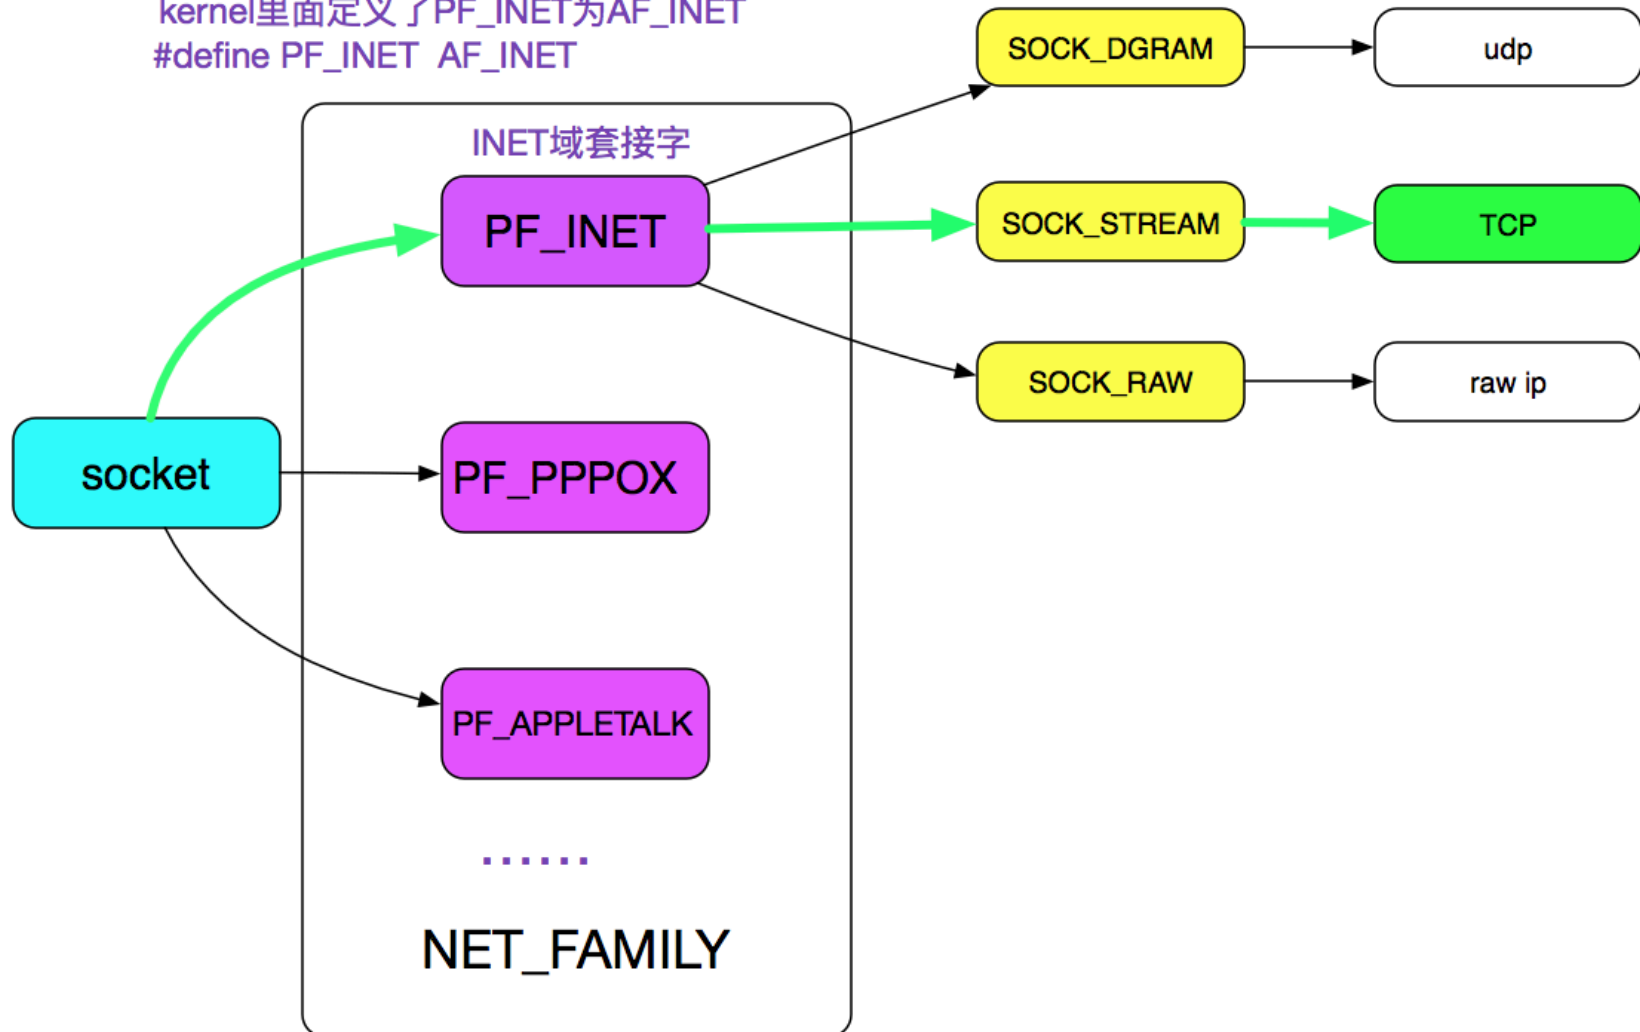 kernel里面定义了PF_INET为AF_INET
#define PF_INET  AF_INET
INET域套接字
PF_INET
SOCK_DGRAM
udp
SOCK_STREAM
TCP
SOCK_RAW
raw ip
socket
PF_PPPOX
PF_APPLETALK
......
NET_FAMILY